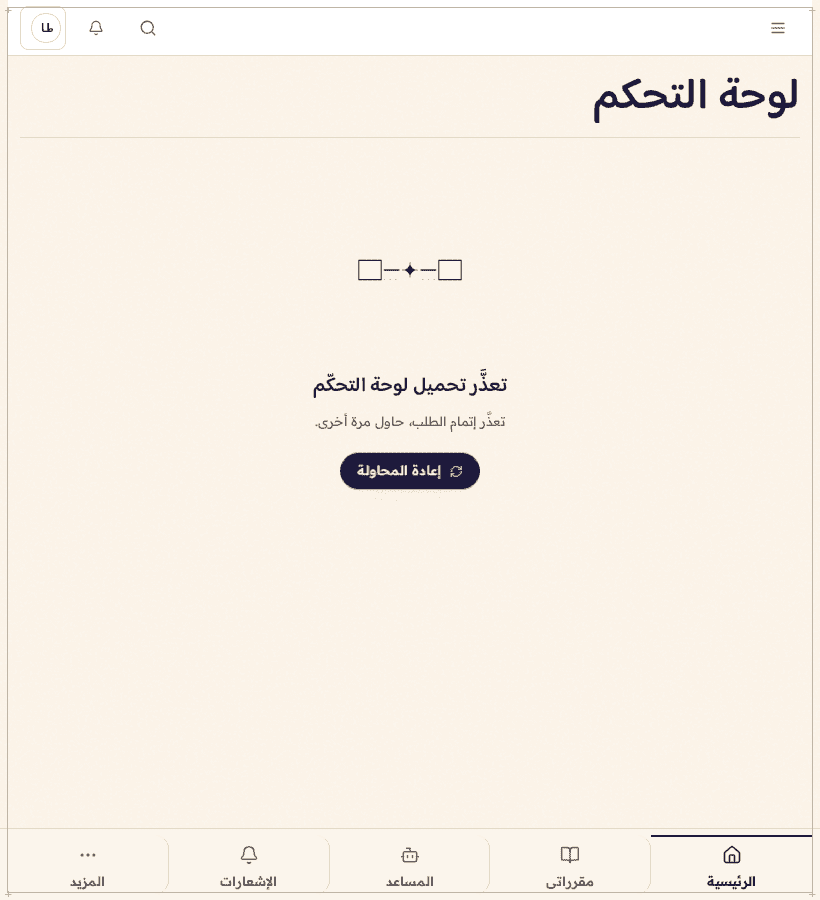 طا
لوحة التحكم
□—✦—□
تعذَّر تحميل لوحة التحكّم
تعذَّر إتمام الطلب، حاول مرة أخرى.
إعادة المحاولة
الرئيسية
مقرراتي
المساعد
الإشعارات
المزيد